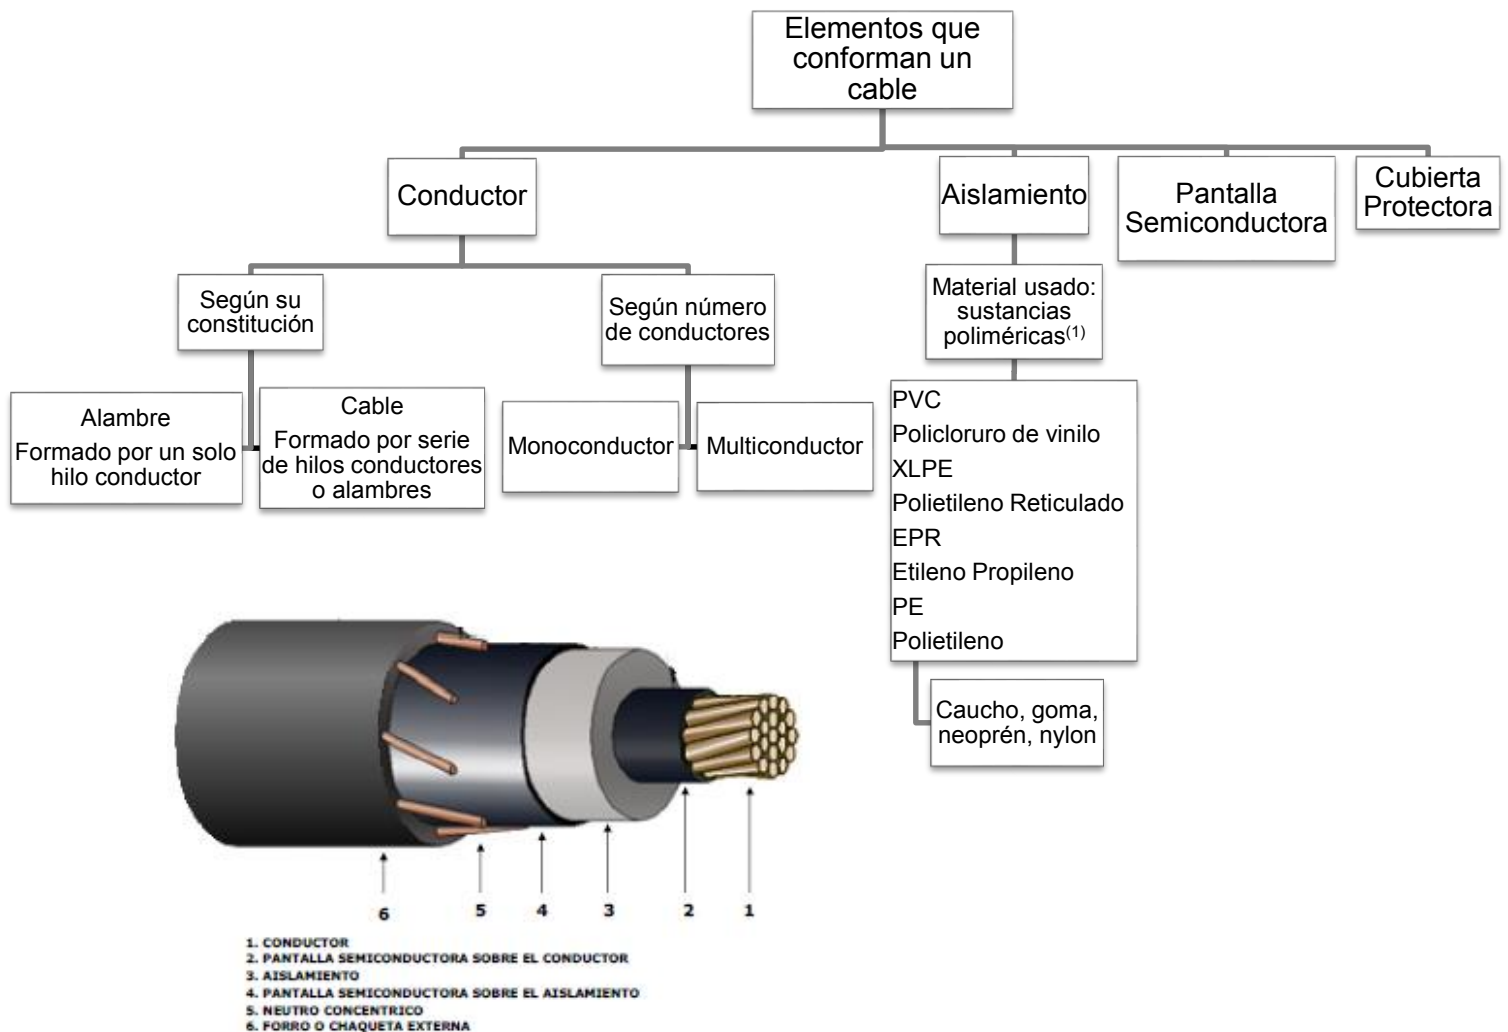 Elementos que
conforman un
cable
Conductor
Aislamiento
Pantalla
Semiconductora
Cubierta
Protectora
Según su
constitución
Según número
de conductores
Material usado:
sustancias
poliméricas(1)
Alambre
Formado por un solo
hilo conductor
Cable
Formado por serie
de hilos conductores
o alambres
Monoconductor
Multiconductor
PVC
Policloruro de vinilo
XLPE
Polietileno Reticulado
EPR
Etileno Propileno
PE
Polietileno
Caucho, goma,
neoprén, nylon
6 5 4 3 2 1
1. CONDUCTOR
2. PANTALLA SEMICONDUCTORA SOBRE EL CONDUCTOR
3. AISLAMIENTO
4. PANTALLA SEMICONDUCTORA SOBRE EL AISLAMIENTO
5. NEUTRO CONCENTRICO
6. FORRO O CHAQUETA EXTERNA